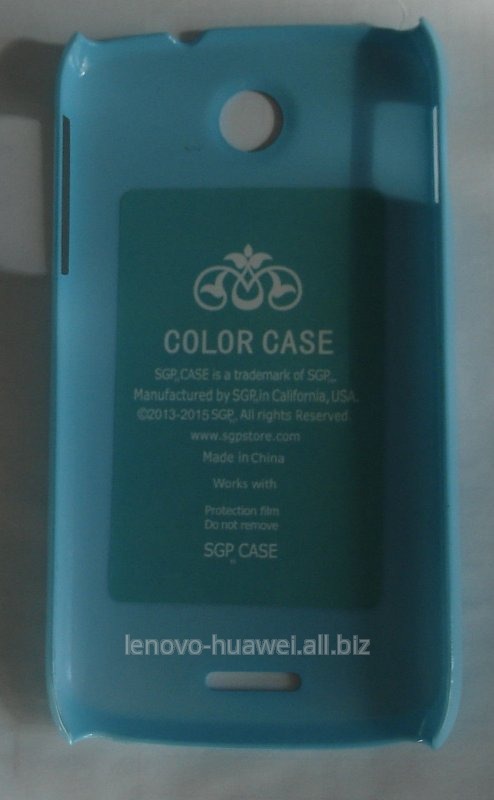 COLOR CASE
SGP CASE is a trademark of SGP
Manufactured by SGP in California, USA.
©2013-2015 SGP All rights Reserved.
www.sgpstore.com
Made in China
Works with
Protection film
Do not remove
SGP CASE
lenovo-huawei.all.biz